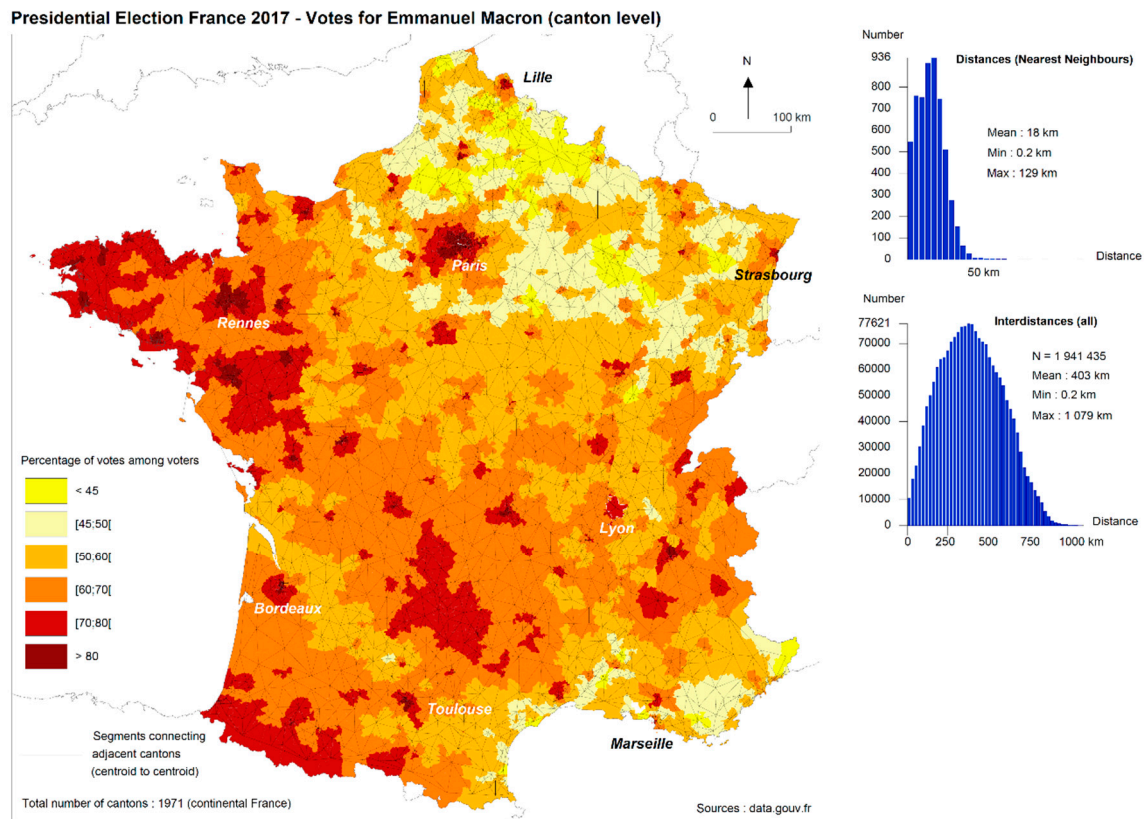 Presidential Election France 2017 - Votes for Emmanuel Macron (canton level)
Lille
N
0 100 km
Paris
Strasbourg
Rennes
Lyon
Bordeaux
Toulouse
Marseille
Percentage of votes among voters
< 45
[45;50[
[50;60[
[60;70[
[70;80[
> 80
Segments connecting
adjacent cantons
(centroid to centroid)
Total number of cantons : 1971 (continental France)
Sources : data.gouv.fr
Number
936
Distances (Nearest Neighbours)
800
700
600
500
400
300
200
100
0
Mean : 18 km
Min : 0.2 km
Max : 129 km
Distance
50 km
Number
77621
Interdistances (all)
70000
60000
50000
40000
30000
20000
10000
0
N = 1 941 435
Mean : 403 km
Min : 0.2 km
Max : 1 079 km
Distance
0 250 500 750 1000 km